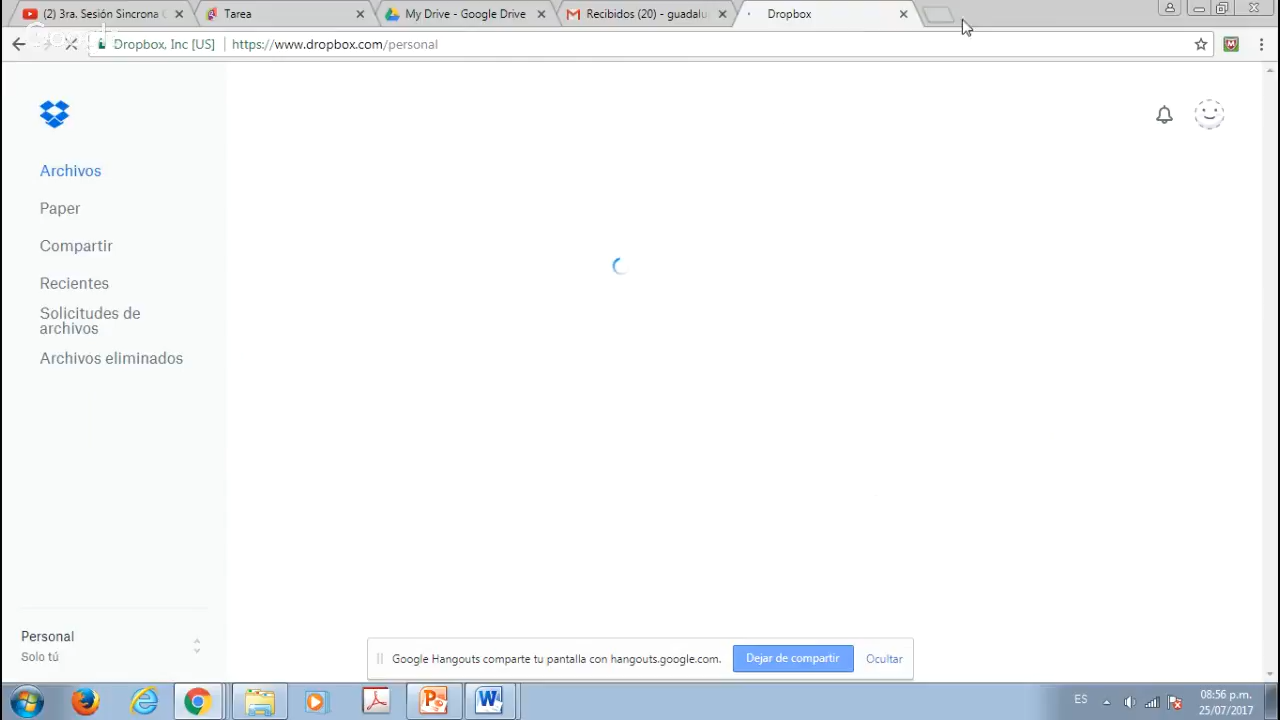 (2) 3ra. Sesión Sincrona
Tarea
My Drive - Google Drive
Recibidos (20) - guadalu
Dropbox
Dropbox, Inc [US]
https://www.dropbox.com/personal
Archivos
Paper
Compartir
Recientes
Solicitudes de
archivos
Archivos eliminados
Personal
Solo tú
Google Hangouts comparte tu pantalla con hangouts.google.com.
Dejar de compartir
Ocultar
ES
08:56 p.m.
25/07/2017